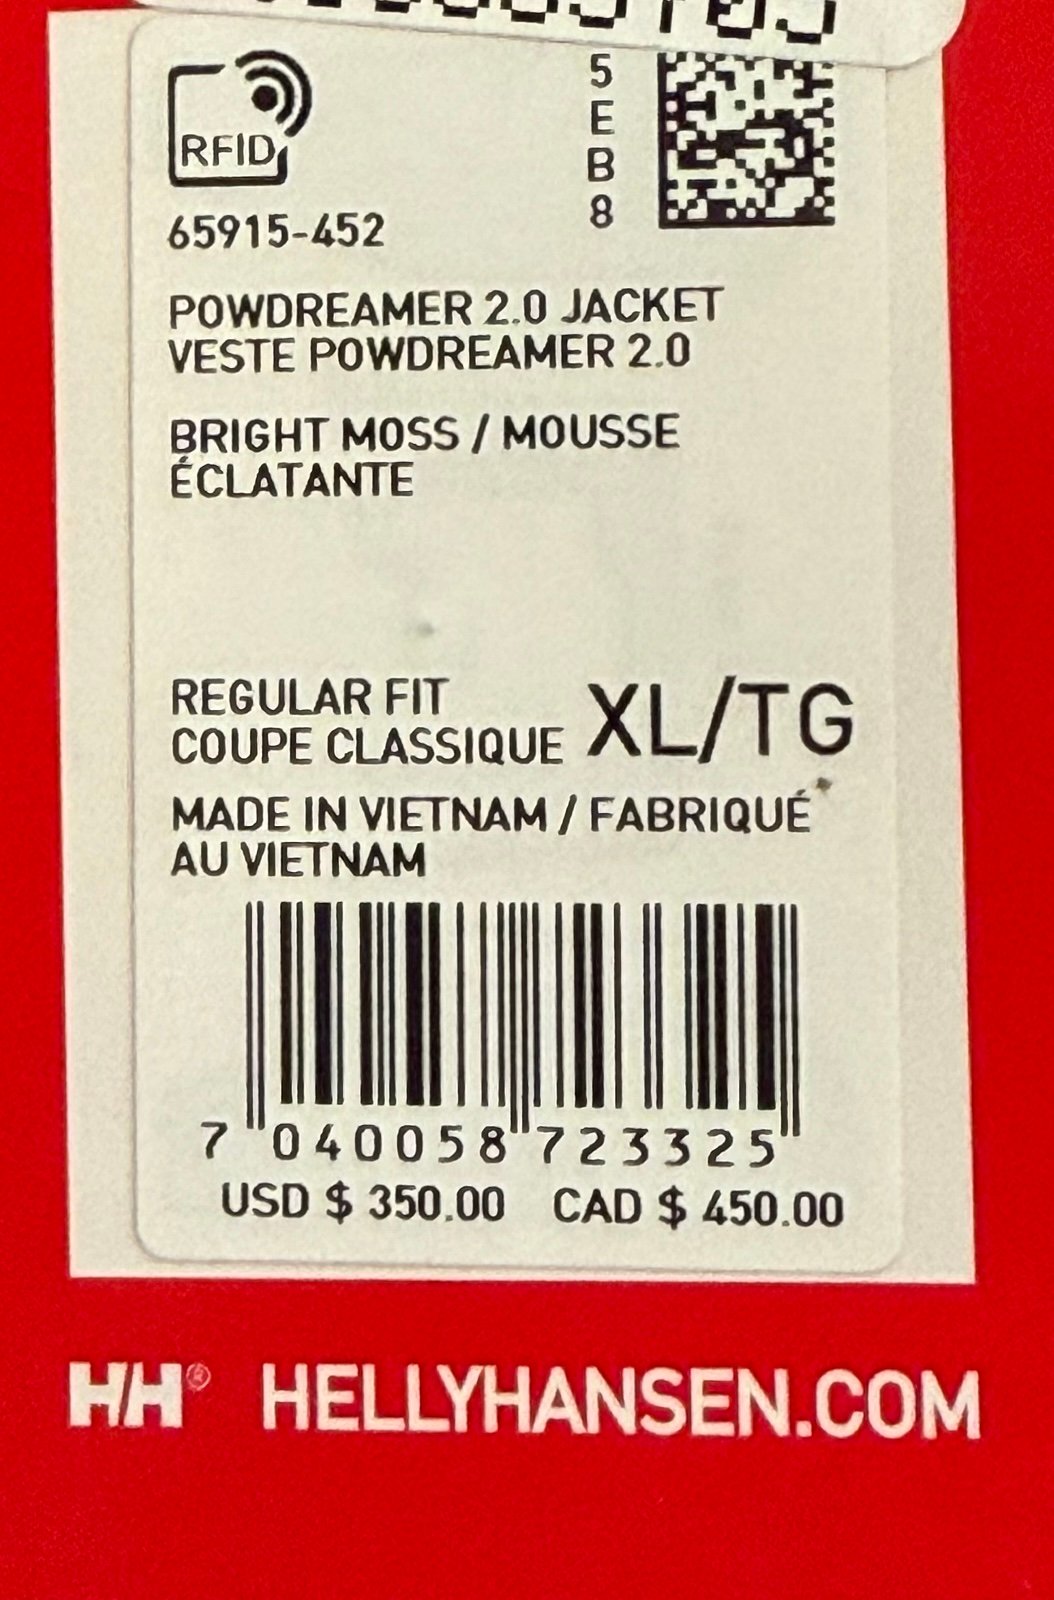 5
E
B
8
RFID
65915-452
POWDREAMER 2.0 JACKET
VESTE POWDREAMER 2.0
BRIGHT MOSS / MOUSSE
ÉCLATANTE
REGULAR FIT
COUPE CLASSIQUE
XL/TG
MADE IN VIETNAM / FABRIQUÉ
AU VIETNAM
7 040058 723325
USD $ 350.00 CAD $ 450.00
HH® HELLYHANSEN.COM